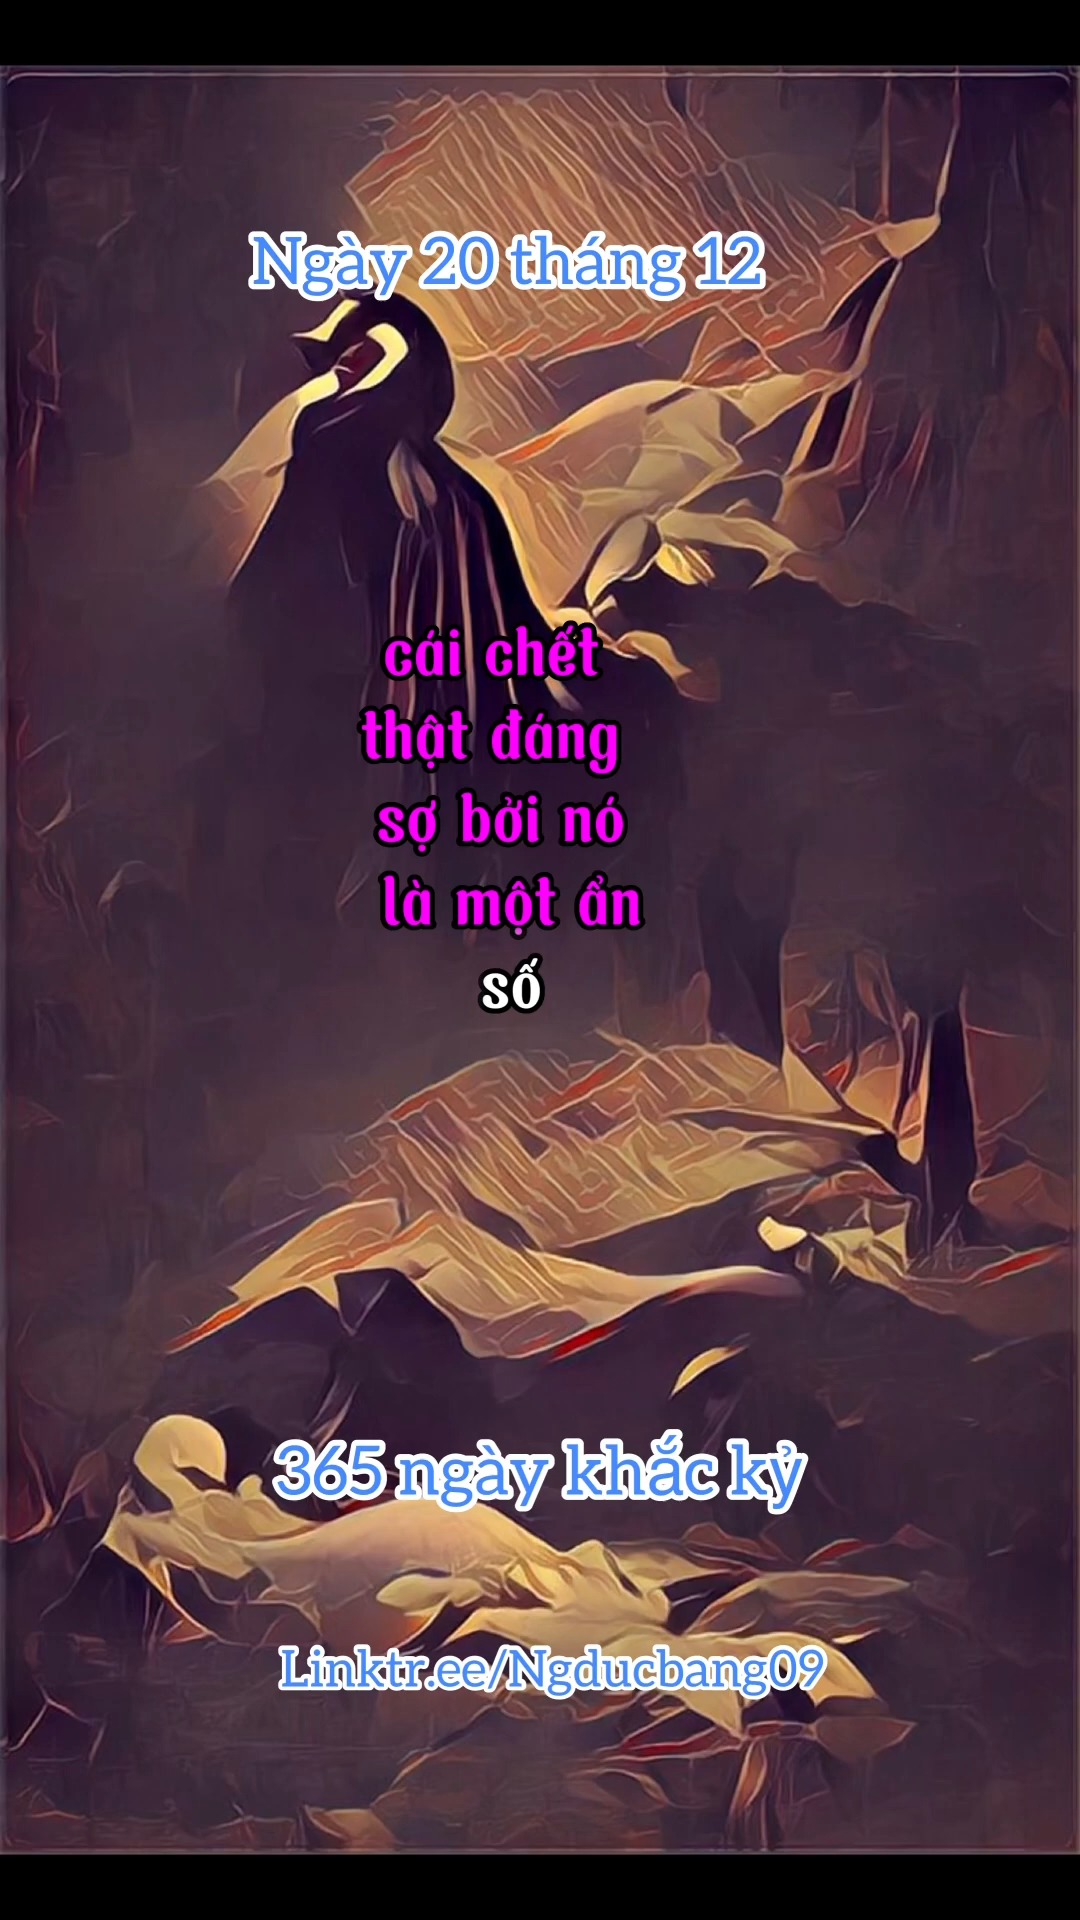 Ngày 20 tháng 12
cái chết
thật đáng
sợ bởi nó
là một ẩn
số
365 ngày khắc kỷ
Linktr.ee/Ngducbang09